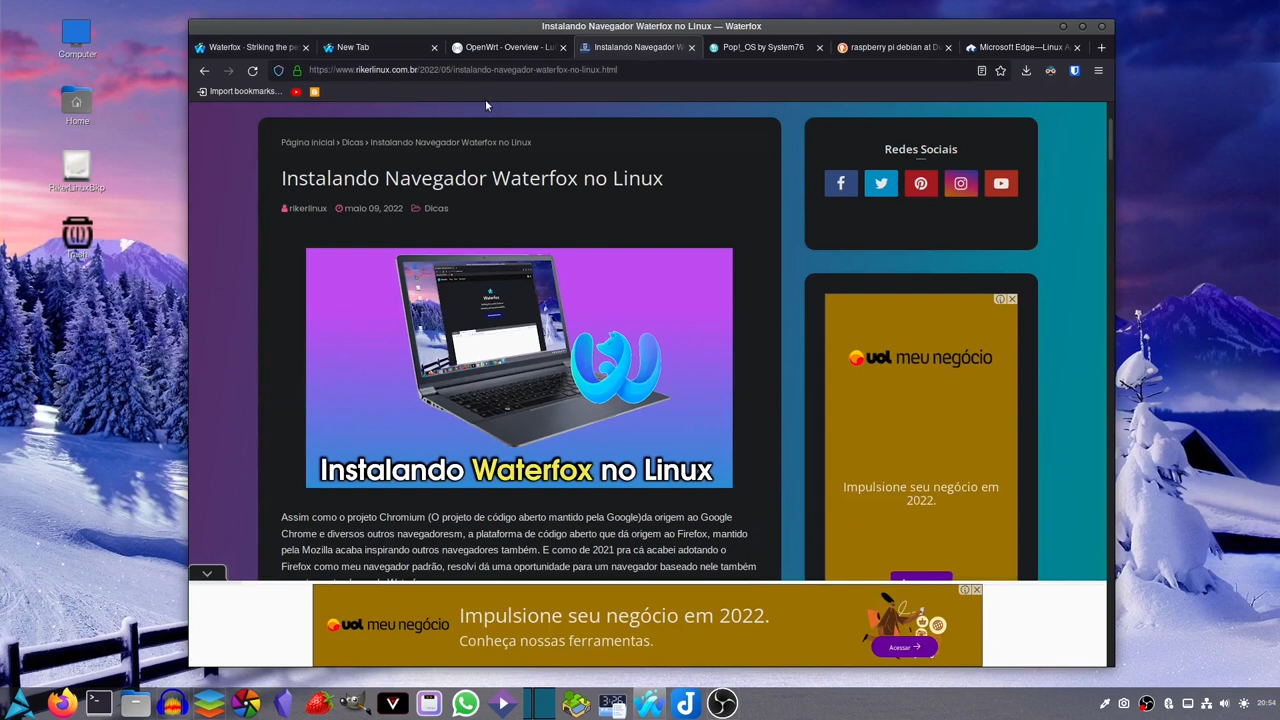 Instalando Navegador Waterfox no Linux — Waterfox
Computer
Home
RikerLinuxBkp
Trash
Waterfox - Striking the pe
New Tab
OpenWrt - Overview - Lu
Instalando Navegador W
Pop!_OS by System76
raspberry pi debian at Du
Microsoft Edge—Linux A
https://www.rikerlinux.com.br/2022/05/instalando-navegador-waterfox-no-linux.html
Import bookmarks...
Página inicial › Dicas › Instalando Navegador Waterfox no Linux
Instalando Navegador Waterfox no Linux
rikerlinux maio 09, 2022 Dicas
Waterfox
Instalando Waterfox no Linux
Assim como o projeto Chromium (O projeto de código aberto mantido pela Google)da origem ao Google
Chrome e diversos outros navegadoresm, a plataforma de código aberto que dá origem ao Firefox, mantido
pela Mozilla acaba inspirando outros navegadores também. E como de 2021 pra cá acabei adotando o
Firefox como meu navegador padrão, resolvi dá uma oportunidade para um navegador baseado nele também
Redes Sociais
uol meu negócio
Impulsione seu negócio em
2022.
uol meu negócio
Impulsione seu negócio em 2022.
Conheça nossas ferramentas.
Acessar
3:25
20:54